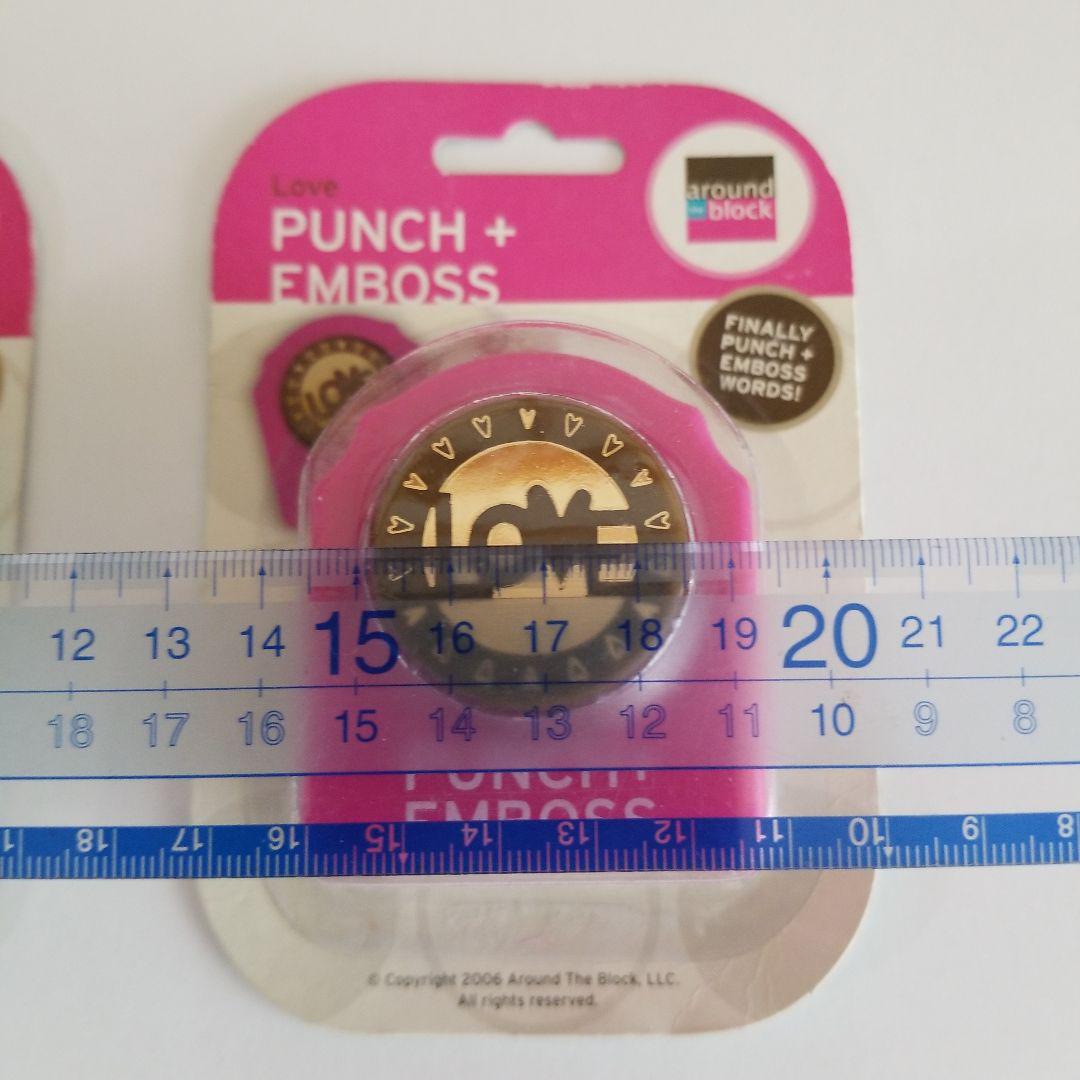 Love
PUNCH +
EMBOSS
around
the block
FINALLY
PUNCH +
EMBOSS
WORDS!
LOVE
12 13 14 15 16 17 18 19 20 21 22
18 17 16 15 14 13 12 11 10 9 8
PUNCH +
EMBOSS
18 17 16 15 14 13 12 11 10 9 8
© Copyright 2006 Around The Block, LLC.
All rights reserved.